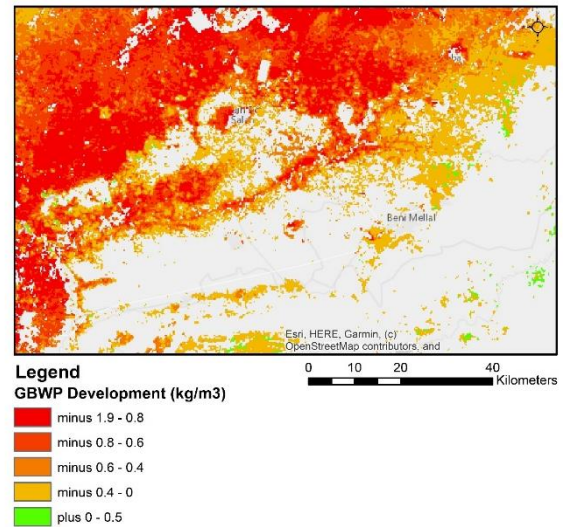 Beni Mellal
Esri, HERE, Garmin, (c)
OpenStreetMap contributors, and
Legend
GBWP Development (kg/m3)
0 10 20 40
Kilometers
minus 1.9 - 0.8
minus 0.8 - 0.6
minus 0.6 - 0.4
minus 0.4 - 0
plus 0 - 0.5